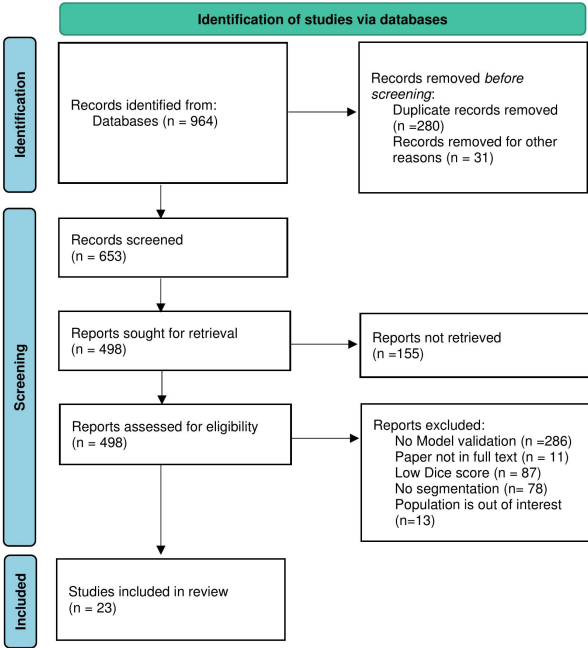 Identification of studies via databases
Identification
Records identified from:
Databases (n = 964)
Records removed before
screening:
Duplicate records removed
(n =280)
Records removed for other
reasons (n = 31)
Screening
Records screened
(n = 653)
Reports sought for retrieval
(n = 498)
Reports not retrieved
(n =155)
Reports assessed for eligibility
(n = 498)
Reports excluded:
No Model validation (n =286)
Paper not in full text (n = 11)
Low Dice score (n = 87)
No segmentation (n= 78)
Population is out of interest
(n=13)
Included
Studies included in review
(n = 23)